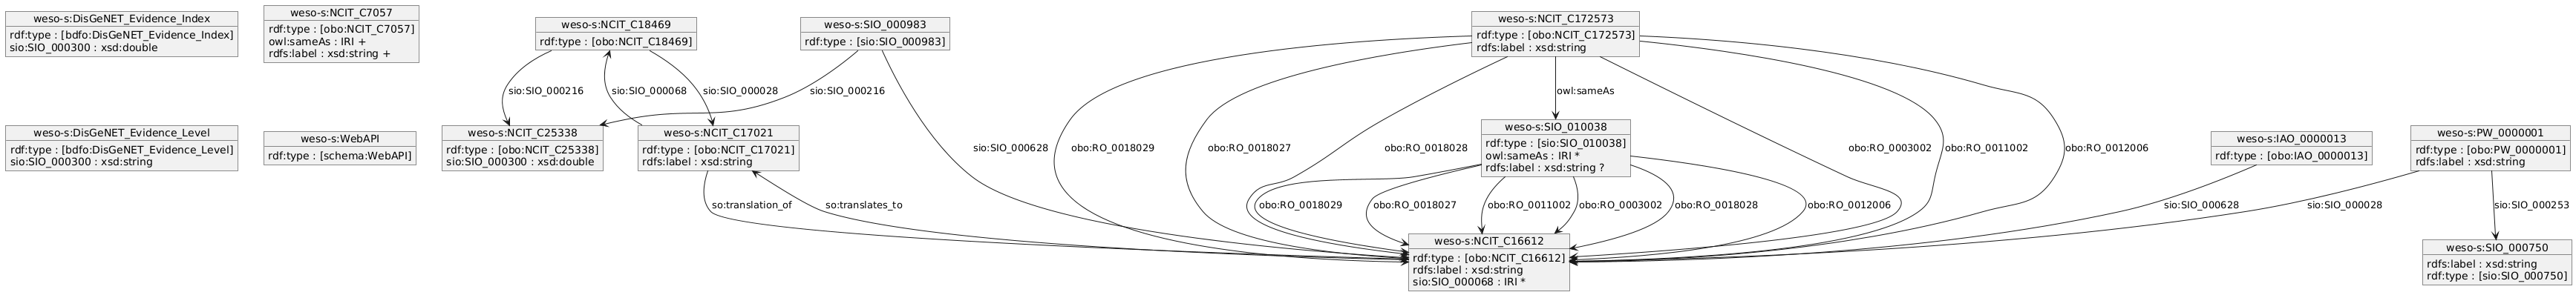 weso-s:DisGeNET_Evidence_Index
rdf:type : [bdfo:DisGeNET_Evidence_Index]
sio:SIO_000300 : xsd:double
weso-s:NCIT_C7057
rdf:type : [obo:NCIT_C7057]
owl:sameAs : IRI +
rdfs:label : xsd:string +
weso-s:NCIT_C18469
rdf:type : [obo:NCIT_C18469]
weso-s:SIO_000983
rdf:type : [sio:SIO_000983]
weso-s:NCIT_C172573
rdf:type : [obo:NCIT_C172573]
rdfs:label : xsd:string
sio:SIO_000216
sio:SIO_000068
sio:SIO_000028
sio:SIO_000216
owl:sameAs
weso-s:DisGeNET_Evidence_Level
rdf:type : [bdfo:DisGeNET_Evidence_Level]
sio:SIO_000300 : xsd:string
weso-s:WebAPI
rdf:type : [schema:WebAPI]
weso-s:NCIT_C25338
rdf:type : [obo:NCIT_C25338]
sio:SIO_000300 : xsd:double
weso-s:NCIT_C17021
rdf:type : [obo:NCIT_C17021]
rdfs:label : xsd:string
sio:SIO_000628
obo:RO_0018029
obo:RO_0018027
obo:RO_0018028
weso-s:SIO_010038
rdf:type : [sio:SIO_010038]
owl:sameAs : IRI *
rdfs:label : xsd:string ?
obo:RO_0003002
obo:RO_0011002
obo:RO_0012006
weso-s:IAO_0000013
rdf:type : [obo:IAO_0000013]
weso-s:PW_0000001
rdf:type : [obo:PW_0000001]
rdfs:label : xsd:string
so:translation_of
so:translates_to
obo:RO_0018029
obo:RO_0018027
obo:RO_0011002
obo:RO_0003002
obo:RO_0018028
obo:RO_0012006
sio:SIO_000628
sio:SIO_000028
sio:SIO_000253
weso-s:NCIT_C16612
rdf:type : [obo:NCIT_C16612]
rdfs:label : xsd:string
sio:SIO_000068 : IRI *
weso-s:SIO_000750
rdfs:label : xsd:string
rdf:type : [sio:SIO_000750]